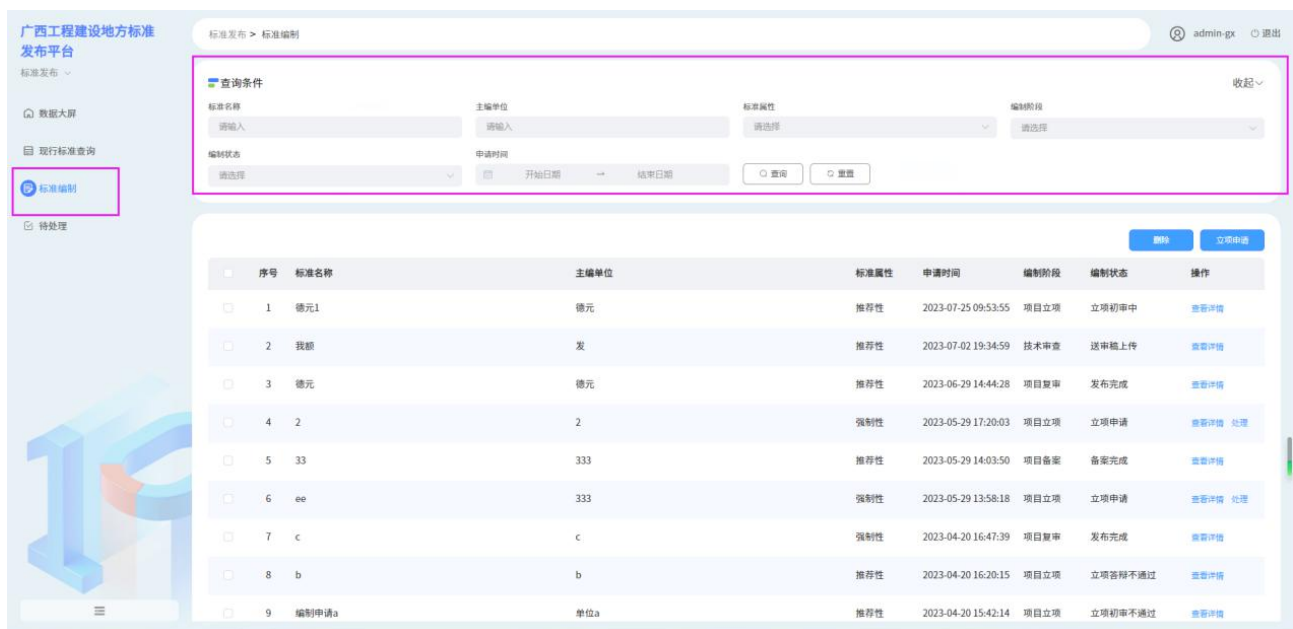 广西工程建设地方标准
发布平台
标准发布
标准发布 > 标准编制
admin-gx 退出
数据大屏
现行标准查询
标准编制
待处理
查询条件 收起
标准名称 主编单位 标准属性 编制阶段
请输入 请输入 请选择 请选择
编制状态 申请时间
请选择 开始日期 → 结束日期 查询 重置
删除 立项申请
序号 标准名称 主编单位 标准属性 申请时间 编制阶段 编制状态 操作
1 德元1 德元 推荐性 2023-07-25 09:53:55 项目立项 立项初审中 查看详情
2 我额 发 推荐性 2023-07-02 19:34:59 技术审查 送审稿上传 查看详情
3 德元 德元 推荐性 2023-06-29 14:44:28 项目复审 发布完成 查看详情
4 2 2 强制性 2023-05-29 17:20:03 项目立项 立项申请 查看详情 处理
5 33 333 推荐性 2023-05-29 14:03:50 项目备案 备案完成 查看详情
6 ee 333 强制性 2023-05-29 13:58:18 项目立项 立项申请 查看详情 处理
7 c c 强制性 2023-04-20 16:47:39 项目复审 发布完成 查看详情
8 b b 推荐性 2023-04-20 16:20:15 项目立项 立项答辩不通过 查看详情
9 编制申请a 单位a 推荐性 2023-04-20 15:42:14 项目立项 立项初审不通过 查看详情